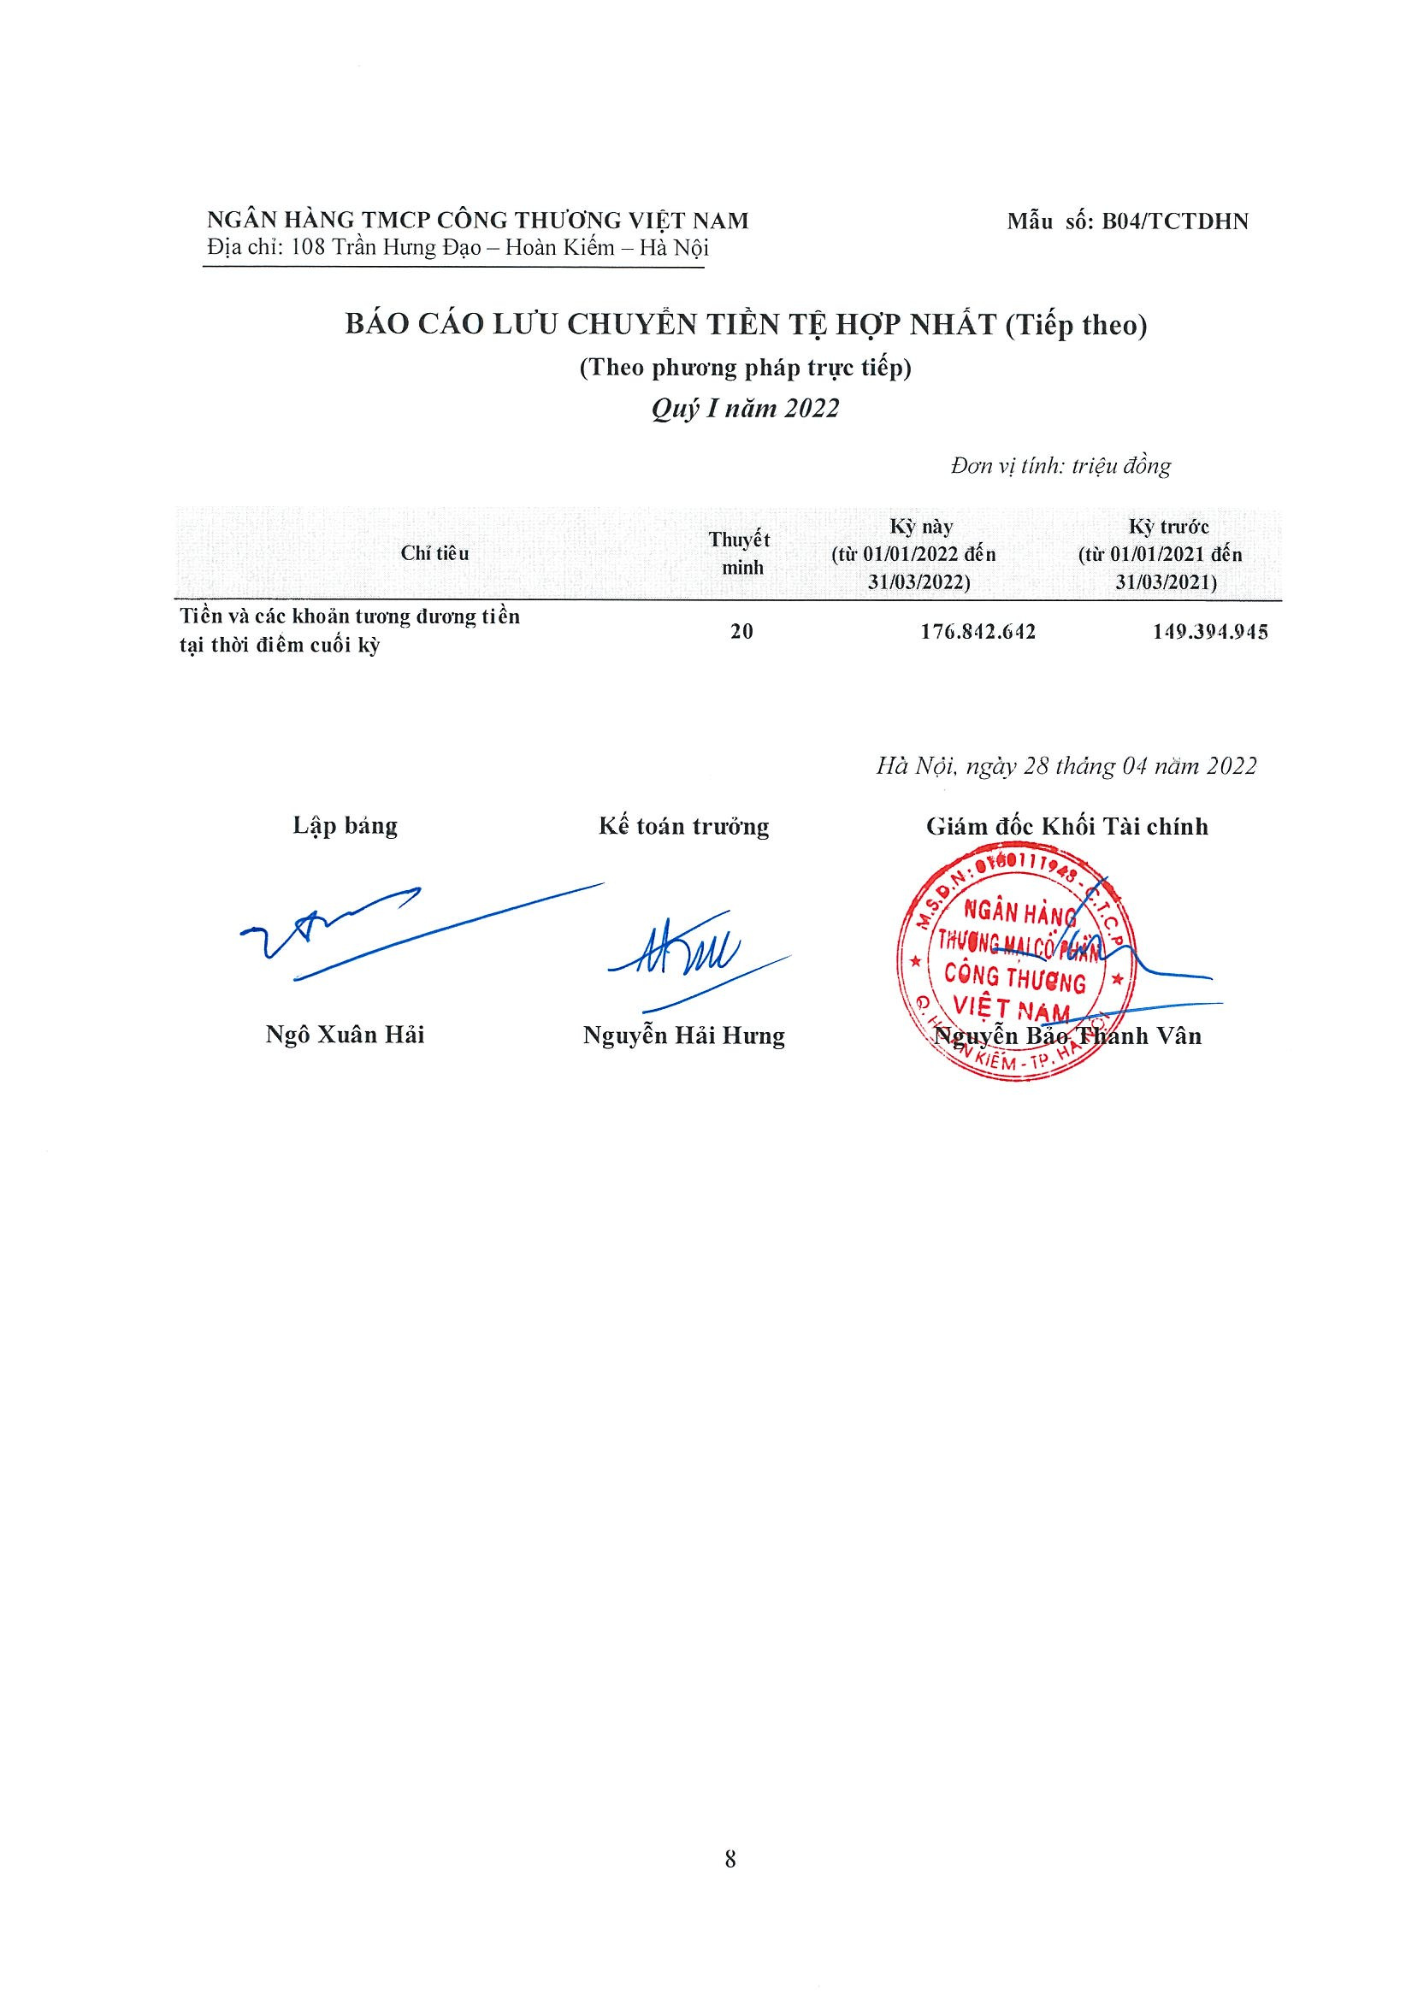 NGÂN HÀNG TMCP CÔNG THƯƠNG VIỆT NAM
Mẫu số: B04/TCTDHN
Địa chỉ: 108 Trần Hưng Đạo – Hoàn Kiếm – Hà Nội
BÁO CÁO LƯU CHUYỂN TIỀN TỆ HỢP NHẤT (Tiếp theo)
(Theo phương pháp trực tiếp)
Quý I năm 2022
Đơn vị tính: triệu đồng
Chỉ tiêu
Thuyết
minh
Kỳ này
(từ 01/01/2022 đến
31/03/2022)
Kỳ trước
(từ 01/01/2021 đến
31/03/2021)
Tiền và các khoản tương đương tiền
tại thời điểm cuối kỳ
20
176.842.642
149.394.945
Hà Nội, ngày 28 tháng 04 năm 2022
Lập bảng
Kế toán trưởng
Giám đốc Khối Tài chính
M.S.D.N: 0100111948 - C.T.C.P
NGÂN HÀNG
THƯƠNG MẠI CỔ PHẦN
CÔNG THƯƠNG
VIỆT NAM
Q. HOÀN KIẾM - TP. HÀ NỘI
Ngô Xuân Hải
Nguyễn Hải Hưng
Nguyễn Bảo Thanh Vân
8